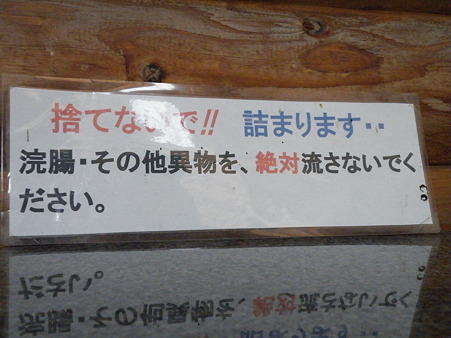 捨てないで!! 詰まります・・
浣腸・その他異物を、絶対流さないでく
ださい。